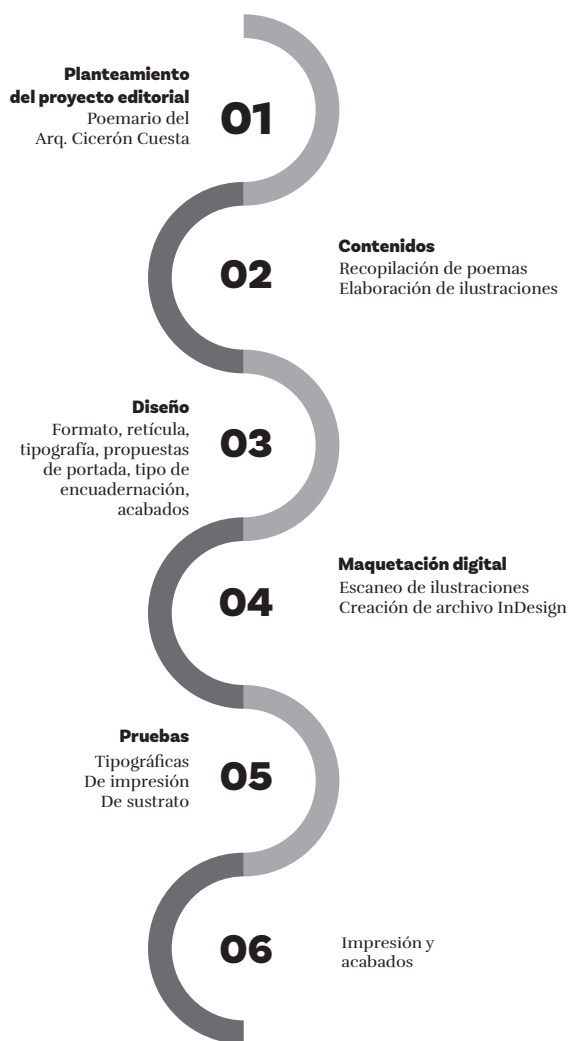 Planteamiento
del proyecto editorial
Poemario del
Arq. Cicerón Cuesta
01
02
Contenidos
Recopilación de poemas
Elaboración de ilustraciones
Diseño
Formato, retícula,
tipografía, propuestas
de portada, tipo de
encuadernación,
acabados
03
04
Maquetación digital
Escaneo de ilustraciones
Creación de archivo InDesign
Pruebas
Tipográficas
De impresión
De sustrato
05
06
Impresión y
acabados